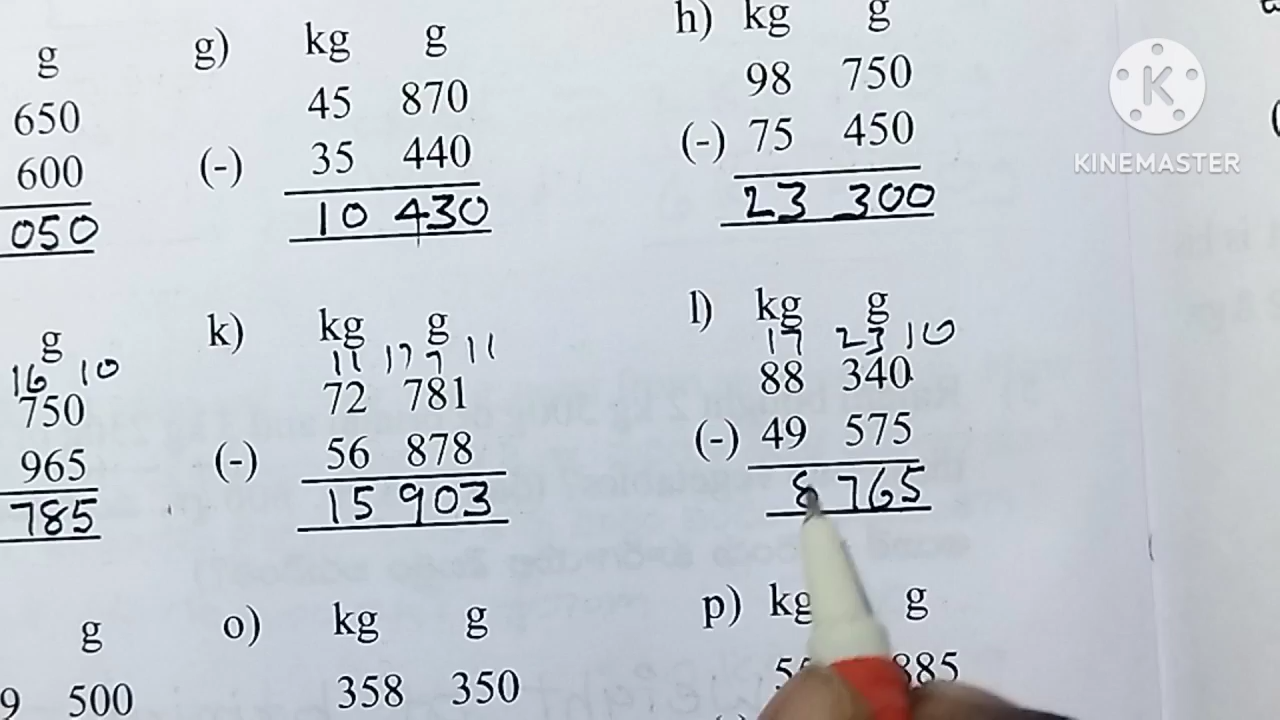 g
650
600
050
g) kg g
45 870
(-) 35 440
10 430
h) kg g
98 750
(-) 75 450
23 300
KINEMASTER
g
16 10
750
965
785
k) kg g
11 17 7 11
72 781
(-) 56 878
15 903
l) kg g
17 23 10
88 340
(-) 49 575
8 765
g
9 500
o) kg g
358 350
p) kg g
885